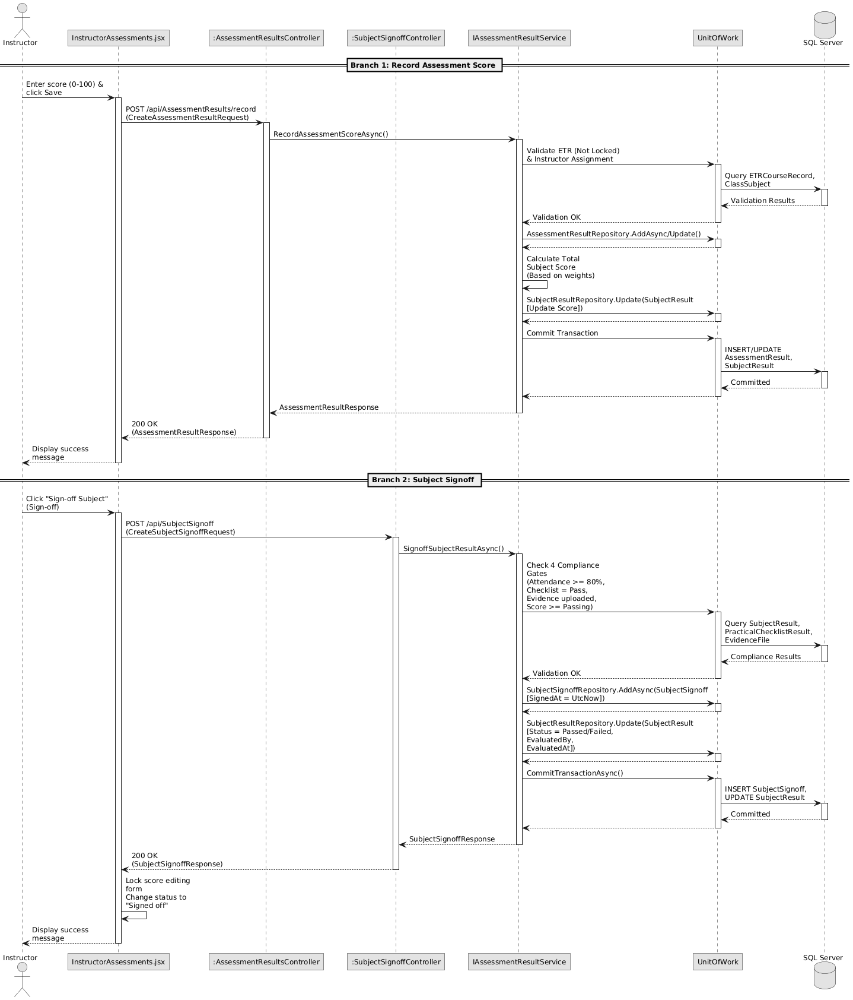 Instructor
InstructorAssessments.jsx
:AssessmentResultsController
:SubjectSignoffController
IAssessmentResultService
UnitOfWork
SQL Server
Branch 1: Record Assessment Score
Enter score (0-100) &
click Save
POST /api/AssessmentResults/record
(CreateAssessmentResultRequest)
RecordAssessmentScoreAsync()
Validate ETR (Not Locked)
& Instructor Assignment
Query ETRCourseRecord,
ClassSubject
Validation Results
Validation OK
AssessmentResultRepository.AddAsync/Update()
Calculate Total
Subject Score
(Based on weights)
SubjectResultRepository.Update(SubjectResult
[Update Score])
Commit Transaction
INSERT/UPDATE
AssessmentResult,
SubjectResult
Committed
AssessmentResultResponse
200 OK
(AssessmentResultResponse)
Display success
message
Branch 2: Subject Signoff
Click "Sign-off Subject"
(Sign-off)
POST /api/SubjectSignoff
(CreateSubjectSignoffRequest)
SignoffSubjectResultAsync()
Check 4 Compliance
Gates
(Attendance >= 80%,
Checklist = Pass,
Evidence uploaded,
Score >= Passing)
Query SubjectResult,
PracticalChecklistResult,
EvidenceFile
Compliance Results
Validation OK
SubjectSignoffRepository.AddAsync(SubjectSignoff
[SignedAt = UtcNow])
SubjectResultRepository.Update(SubjectResult
[Status = Passed/Failed,
EvaluatedBy,
EvaluatedAt])
CommitTransactionAsync()
INSERT SubjectSignoff,
UPDATE SubjectResult
Committed
SubjectSignoffResponse
200 OK
(SubjectSignoffResponse)
Lock score editing
form
Change status to
"Signed off"
Display success
message
Instructor
InstructorAssessments.jsx
:AssessmentResultsController
:SubjectSignoffController
IAssessmentResultService
UnitOfWork
SQL Server